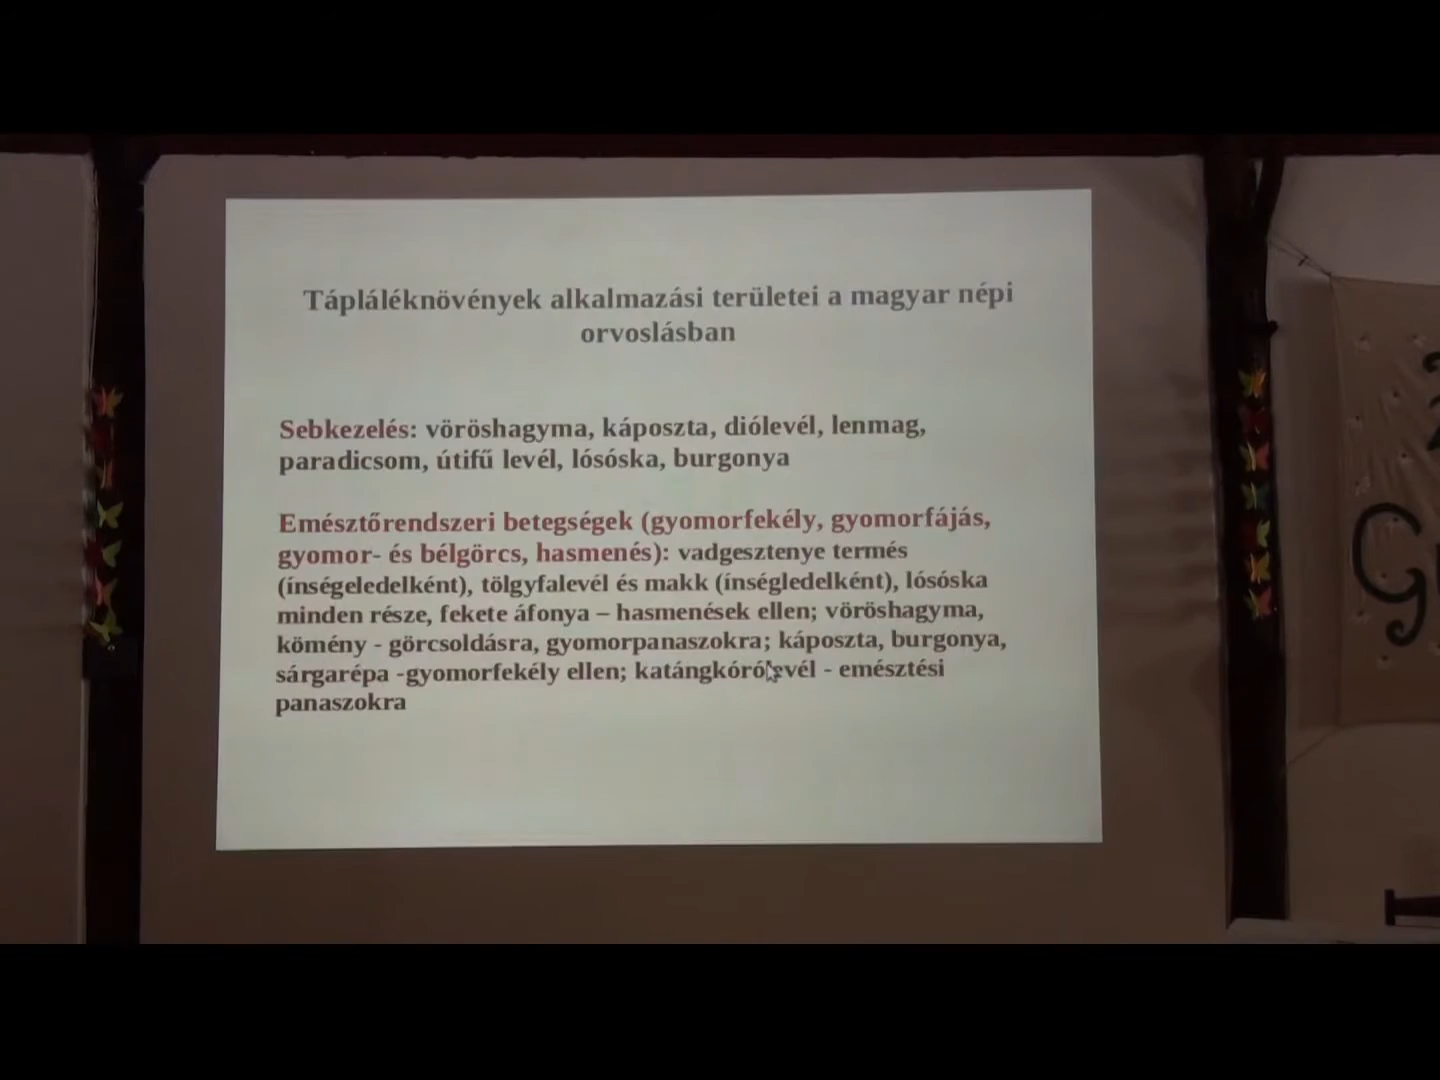 Tápláléknövények alkalmazási területei a magyar népi
orvoslásban
Sebkezelés: vöröshagyma, káposzta, diólevél, lenmag,
paradicsom, útifű levél, lósóska, burgonya
Emésztőrendszeri betegségek (gyomorfekély, gyomorfájás,
gyomor- és bélgörcs, hasmenés): vadgesztenye termés
(ínségeledelként), tölgyfalevél és makk (ínségledelként), lósóska
minden része, fekete áfonya – hasmenések ellen; vöröshagyma,
kömény - görcsoldásra, gyomorpanaszokra; káposzta, burgonya,
sárgarépa -gyomorfekély ellen; katángkóró levél - emésztési
panaszokra